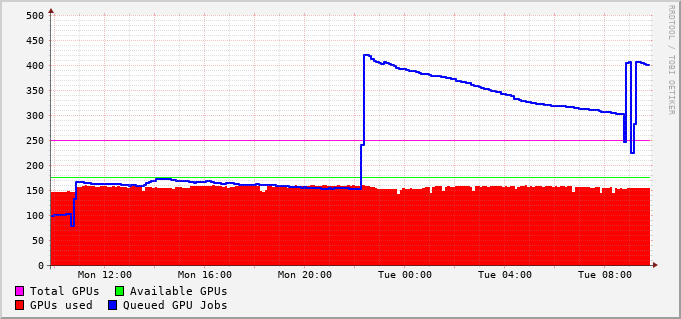 500
450
400
350
300
250
200
150
100
50
0
Mon 12:00 Mon 16:00 Mon 20:00 Tue 00:00 Tue 04:00 Tue 08:00
Total GPUs Available GPUs
GPUs used Queued GPU Jobs
RRDTOOL / TOBI OETIKER